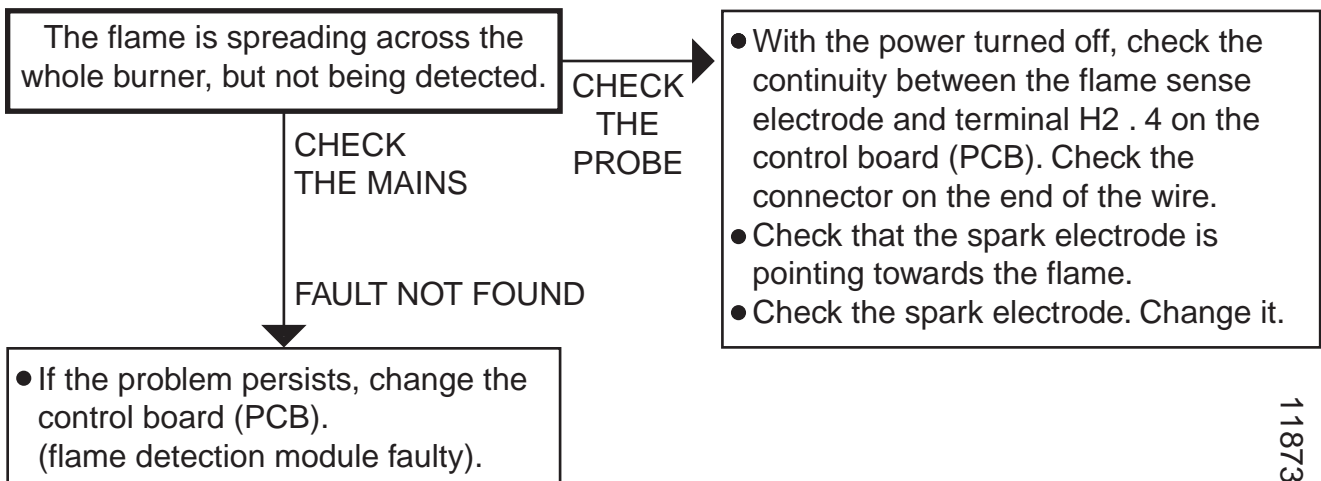 The flame is spreading across the
whole burner, but not being detected.
CHECK
THE
PROBE
● With the power turned off, check the
continuity between the flame sense
electrode and terminal H2 . 4 on the
control board (PCB). Check the
connector on the end of the wire.
● Check that the spark electrode is
pointing towards the flame.
● Check the spark electrode. Change it.
CHECK
THE MAINS
FAULT NOT FOUND
● If the problem persists, change the
control board (PCB).
(flame detection module faulty).
11873